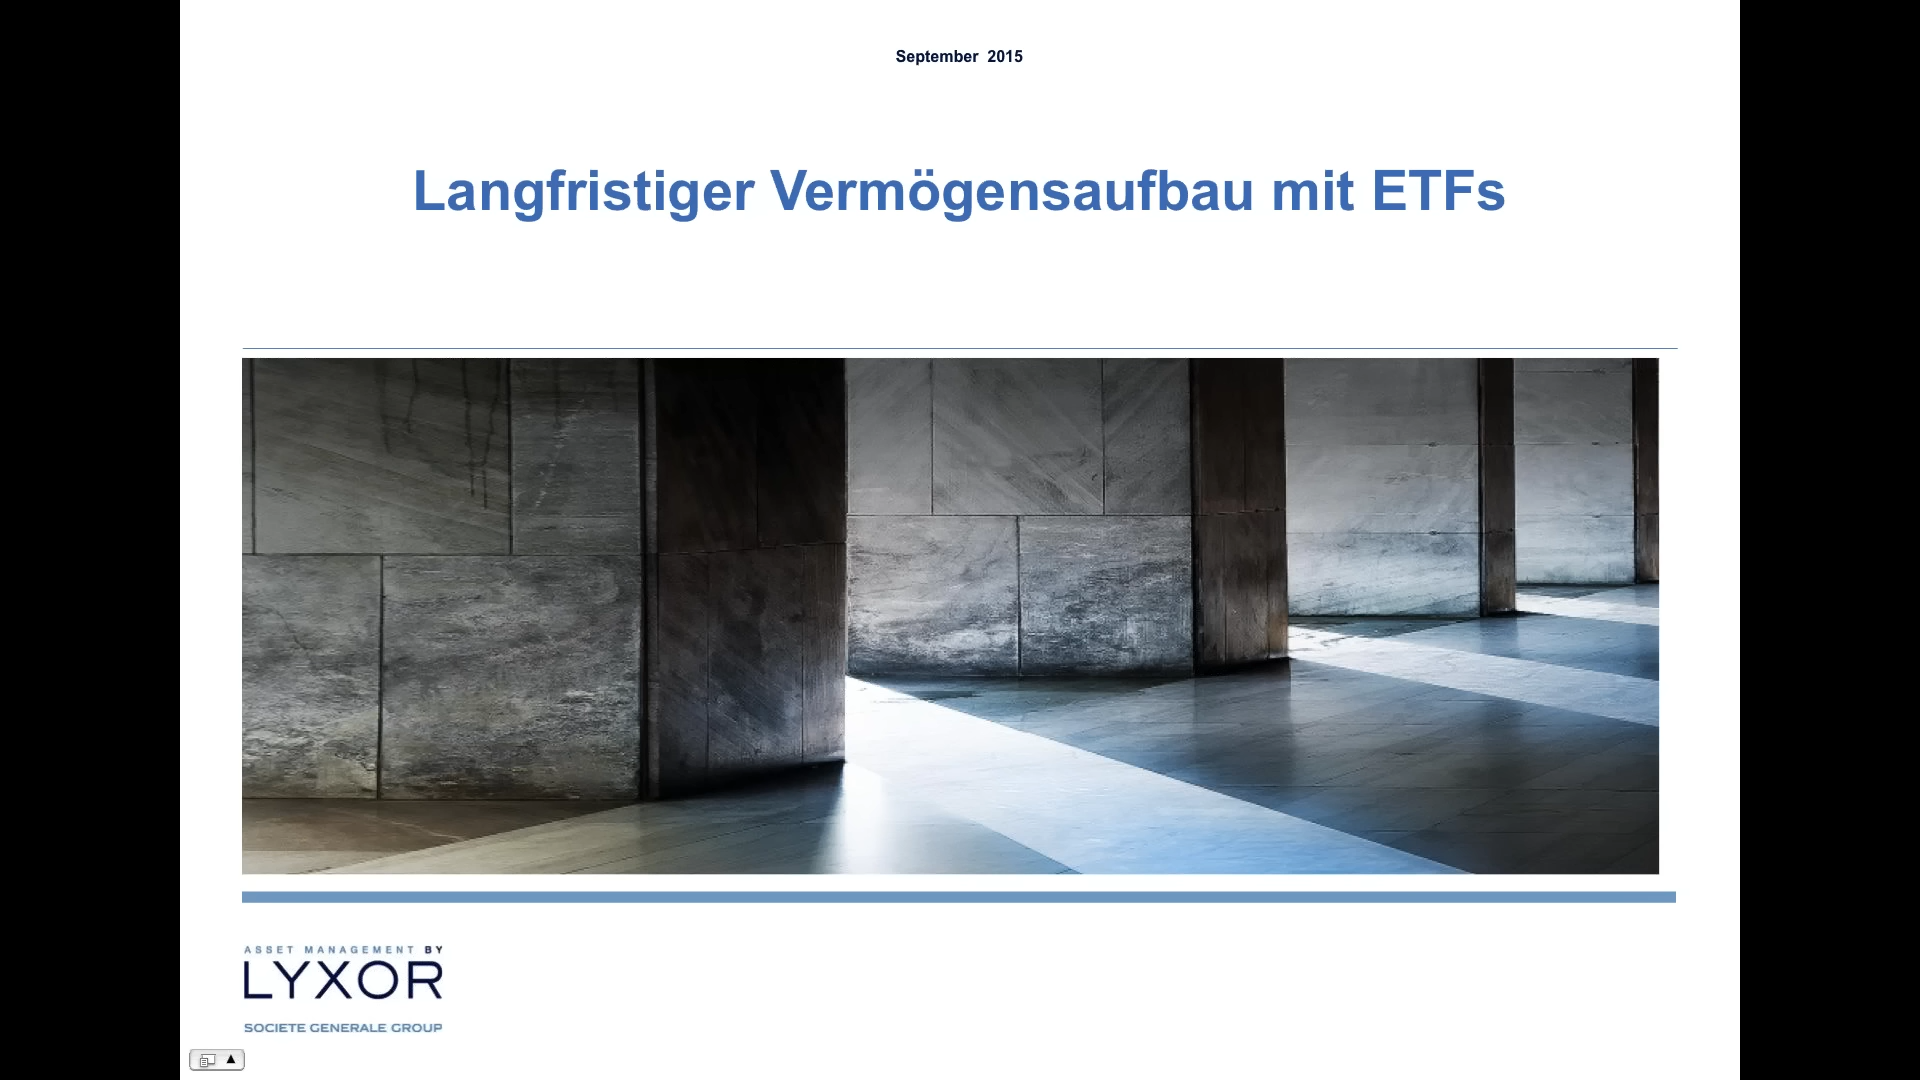 September 2015
Langfristiger Vermögensaufbau mit ETFs
ASSET MANAGEMENT BY
LYXOR
SOCIETE GENERALE GROUP